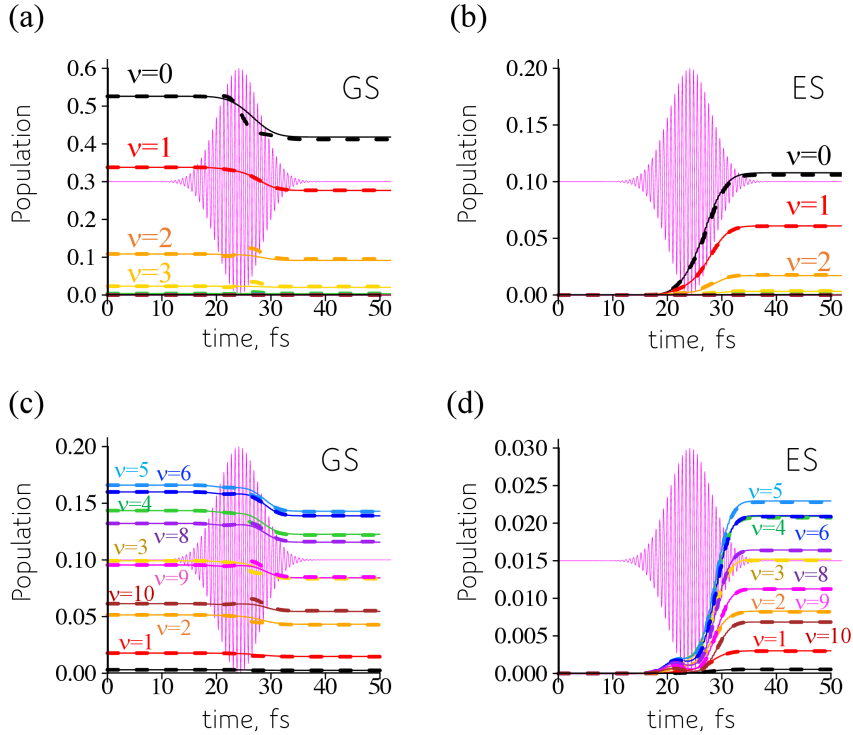 (a)
(b)
0.6
0.5
0.4
0.3
0.2
0.1
0.0
Population
ν=0
GS
ν=1
ν=2
ν=3
0 10 20 30 40 50
time, fs
0.20
0.15
0.10
0.05
0.00
Population
ES
ν=0
ν=1
ν=2
0 10 20 30 40 50
time, fs
(c)
(d)
0.20
0.15
0.10
0.05
0.00
Population
GS
ν=5 ν=6
ν=4
ν=8
ν=3
ν=9
ν=10
ν=2
ν=1
0 10 20 30 40 50
time, fs
0.030
0.025
0.020
0.015
0.010
0.005
0.000
Population
ES
ν=5
ν=6
ν=4
ν=8
ν=3
ν=9
ν=2
ν=1 ν=10
0 10 20 30 40 50
time, fs